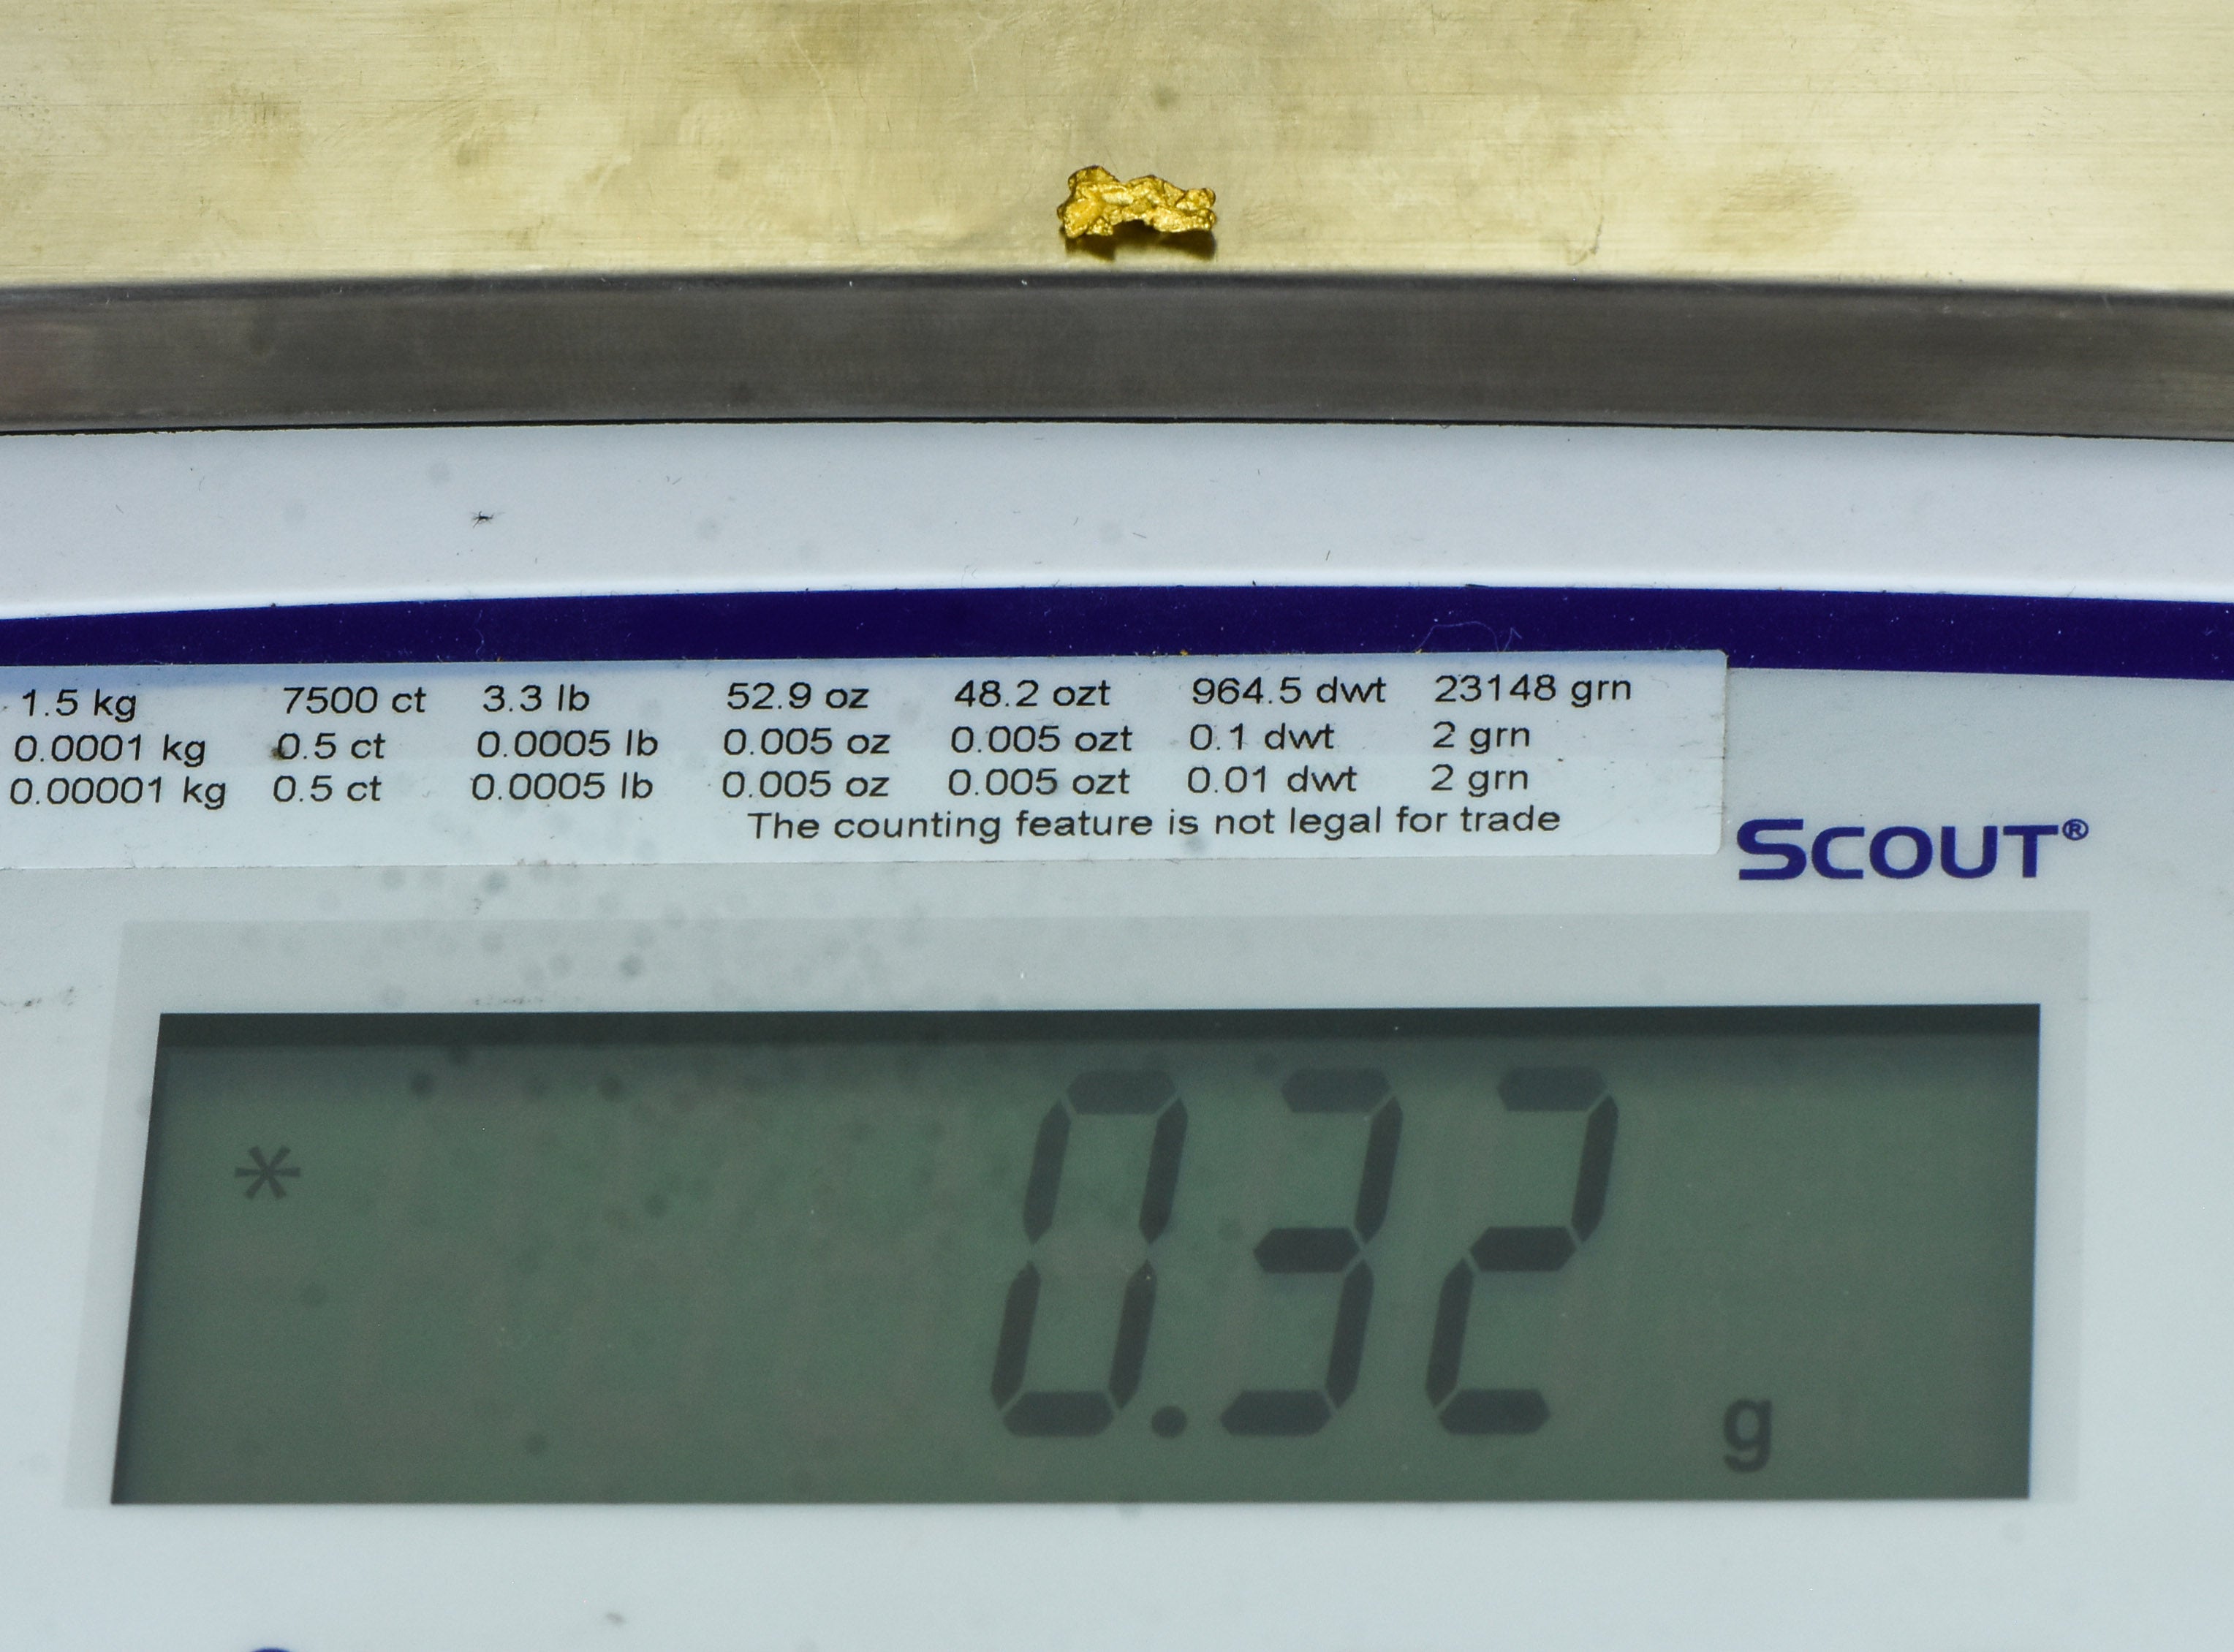 1.5 kg 7500 ct 3.3 lb 52.9 oz 48.2 ozt 964.5 dwt 23148 grn
0.0001 kg 0.5 ct 0.0005 lb 0.005 oz 0.005 ozt 0.1 dwt 2 grn
0.00001 kg 0.5 ct 0.0005 lb 0.005 oz 0.005 ozt 0.01 dwt 2 grn
The counting feature is not legal for trade
SCOUT®
* 0.32 g